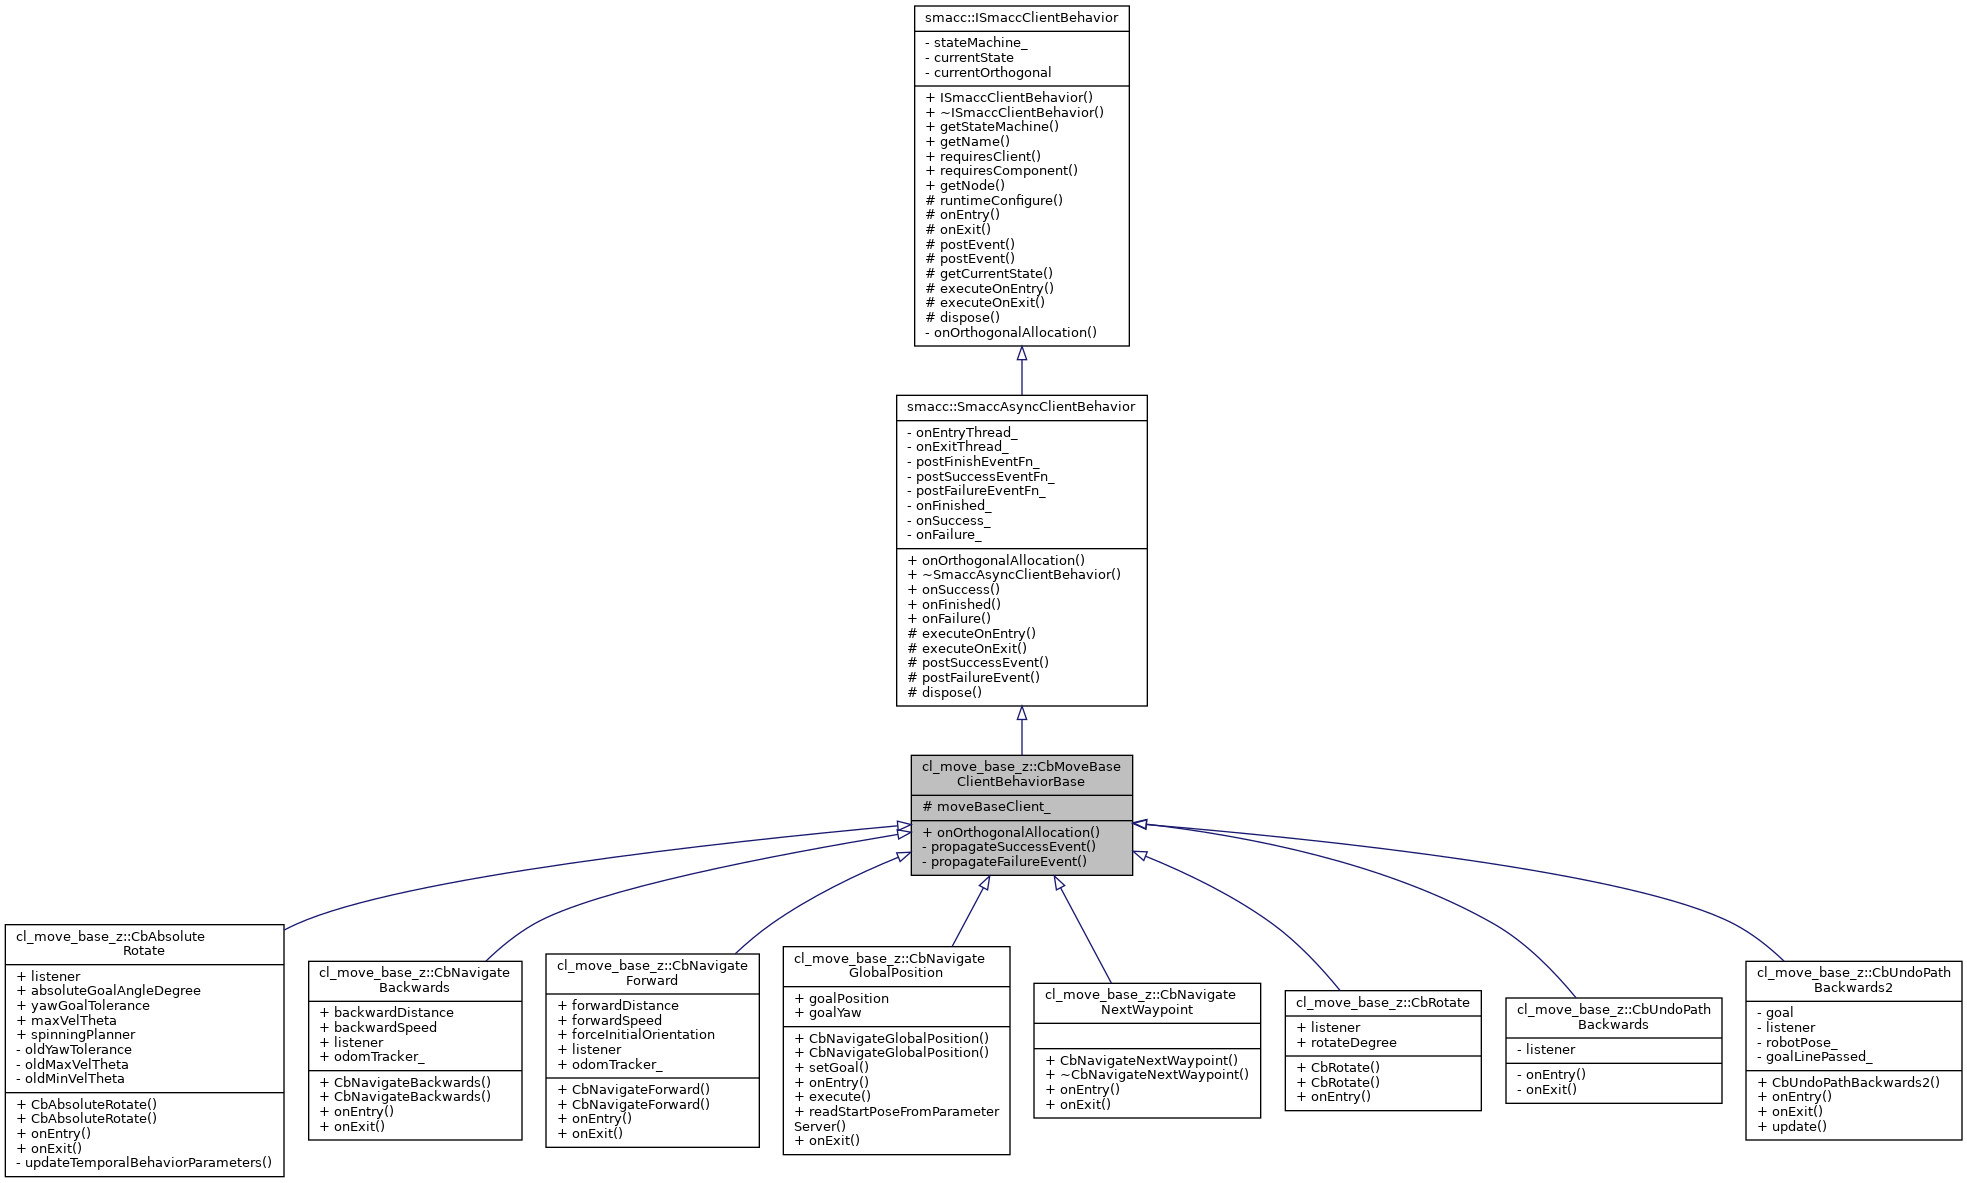 smacc::ISmaccClientBehavior
- stateMachine_
- currentState
- currentOrthogonal
+ ISmaccClientBehavior()
+ ~ISmaccClientBehavior()
+ getStateMachine()
+ getName()
+ requiresClient()
+ requiresComponent()
+ getNode()
# runtimeConfigure()
# onEntry()
# onExit()
# postEvent()
# postEvent()
# getCurrentState()
# executeOnEntry()
# executeOnExit()
# dispose()
- onOrthogonalAllocation()
smacc::SmaccAsyncClientBehavior
- onEntryThread_
- onExitThread_
- postFinishEventFn_
- postSuccessEventFn_
- postFailureEventFn_
- onFinished_
- onSuccess_
- onFailure_
+ onOrthogonalAllocation()
+ ~SmaccAsyncClientBehavior()
+ onSuccess()
+ onFinished()
+ onFailure()
# executeOnEntry()
# executeOnExit()
# postSuccessEvent()
# postFailureEvent()
# dispose()
cl_move_base_z::CbMoveBase
ClientBehaviorBase
# moveBaseClient_
+ onOrthogonalAllocation()
- propagateSuccessEvent()
- propagateFailureEvent()
cl_move_base_z::CbAbsolute
Rotate
+ listener
+ absoluteGoalAngleDegree
+ yawGoalTolerance
+ maxVelTheta
+ spinningPlanner
- oldYawTolerance
- oldMaxVelTheta
- oldMinVelTheta
+ CbAbsoluteRotate()
+ CbAbsoluteRotate()
+ onEntry()
+ onExit()
- updateTemporalBehaviorParameters()
cl_move_base_z::CbNavigate
Backwards
+ backwardDistance
+ backwardSpeed
+ listener
+ odomTracker_
+ CbNavigateBackwards()
+ CbNavigateBackwards()
+ onEntry()
+ onExit()
cl_move_base_z::CbNavigate
Forward
+ forwardDistance
+ forwardSpeed
+ forceInitialOrientation
+ listener
+ odomTracker_
+ CbNavigateForward()
+ CbNavigateForward()
+ onEntry()
+ onExit()
cl_move_base_z::CbNavigate
GlobalPosition
+ goalPosition
+ goalYaw
+ CbNavigateGlobalPosition()
+ CbNavigateGlobalPosition()
+ setGoal()
+ onEntry()
+ execute()
+ readStartPoseFromParameter
Server()
+ onExit()
cl_move_base_z::CbNavigate
NextWaypoint
+ CbNavigateNextWaypoint()
+ ~CbNavigateNextWaypoint()
+ onEntry()
+ onExit()
cl_move_base_z::CbRotate
+ listener
+ rotateDegree
+ CbRotate()
+ CbRotate()
+ onEntry()
cl_move_base_z::CbUndoPath
Backwards
- listener
- onEntry()
- onExit()
cl_move_base_z::CbUndoPath
Backwards2
- goal
- listener
- robotPose_
- goalLinePassed_
+ CbUndoPathBackwards2()
+ onEntry()
+ onExit()
+ update()